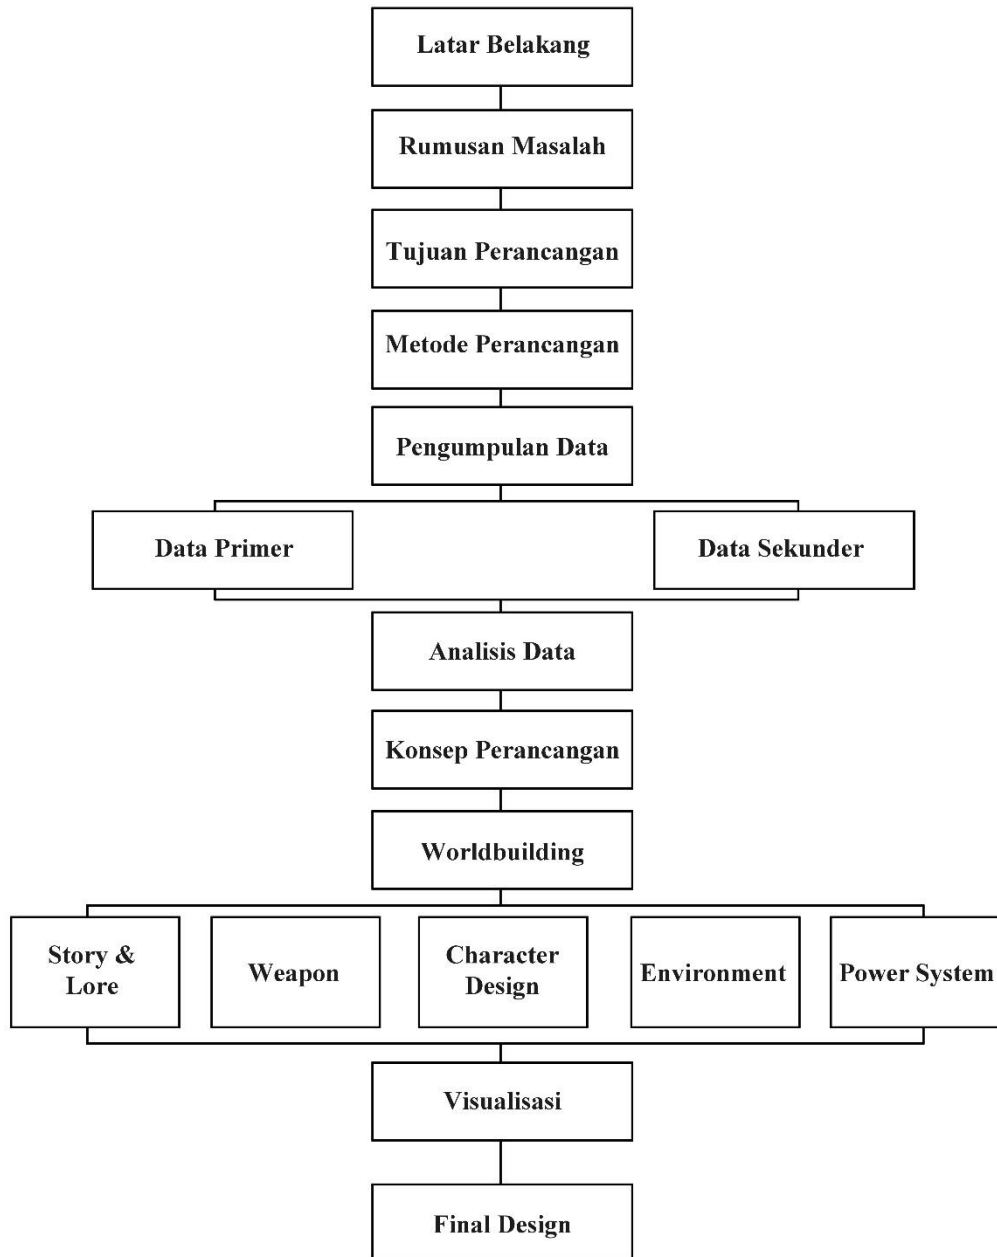 Latar Belakang
Rumusan Masalah
Tujuan Perancangan
Metode Perancangan
Pengumpulan Data
Data Primer
Data Sekunder
Analisis Data
Konsep Perancangan
Worldbuilding
Story &
Lore
Weapon
Character
Design
Environment
Power System
Visualisasi
Final Design